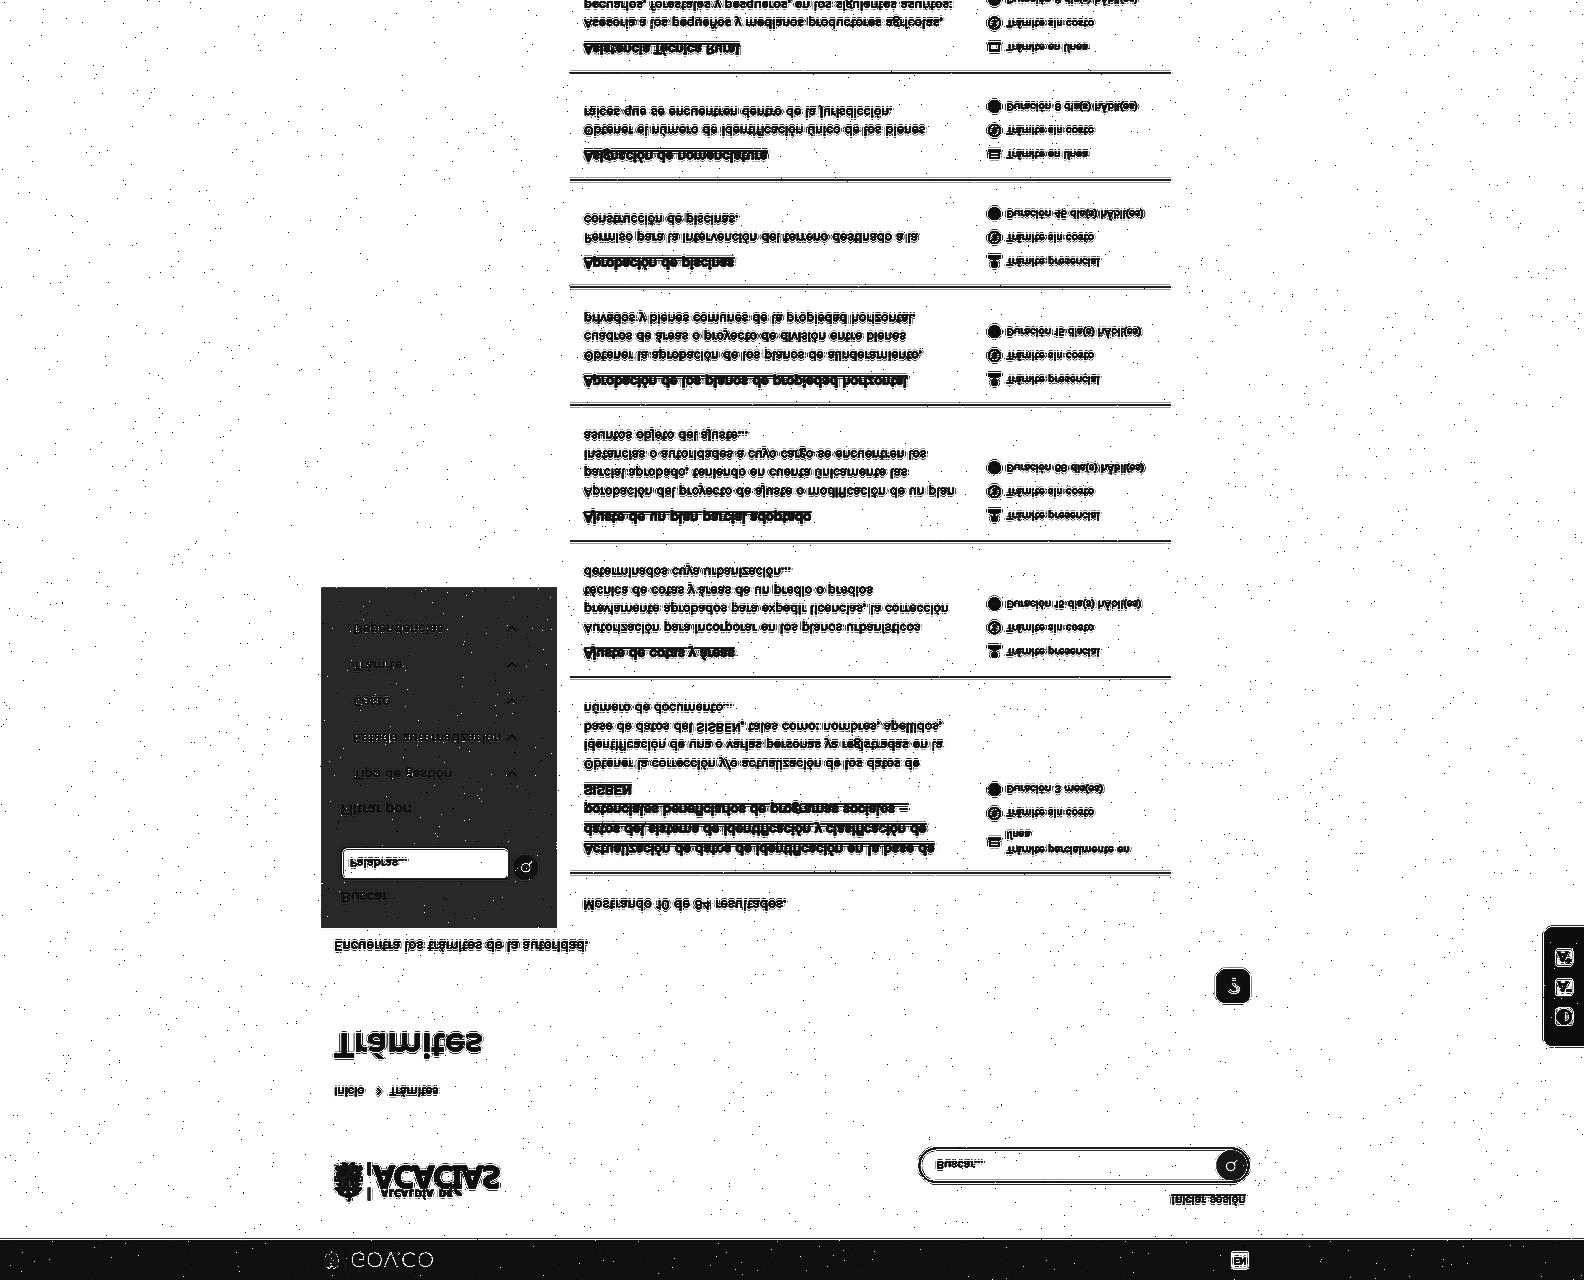 GOV.CO
EN
Iniciar sesión
ALCALDÍA DE
ACACÍAS
Buscar...
Inicio > Trámites
Trámites
?
Encuentra los trámites de la autoridad.
Buscar
Palabras...
Filtrar por:
Tipo de gestión
Estado automatización
Costo
Trámite
Dependencias
Mostrando 10 de 84 resultados.
Actualización de datos de identificación en la base de
datos del sistema de identificación y clasificación de
potenciales beneficiarios de programas sociales –
SISBEN
Obtener la corrección y/o actualización de los datos de
identificación de una o varias personas ya registradas en la
base de datos del SISBEN, tales como: nombres, apellidos,
número de documento...
Trámite parcialmente en
línea
Trámite sin costo
Duración 3 mes(es)
Ajuste de cotas y áreas
Autorización para incorporar en los planos urbanísticos
previamente aprobados para expedir licencias, la corrección
técnica de cotas y áreas de un predio o predios
determinados cuya urbanización...
Trámite presencial
Trámite sin costo
Duración 15 día(s) hábil(es)
Ajuste de un plan parcial adoptado
Aprobación del proyecto de ajuste o modificación de un plan
parcial aprobado, teniendo en cuenta únicamente las
instancias o autoridades a cuyo cargo se encuentren los
asuntos objeto del ajuste...
Trámite presencial
Trámite sin costo
Duración día(s) hábil(es)
Aprobación de los planos de propiedad horizontal
Obtener la aprobación de los planos de alinderamiento,
cuadros de áreas o proyecto de división entre bienes
privados y bienes comunes de la propiedad horizontal.
Trámite presencial
Trámite sin costo
Duración 15 día(s) hábil(es)
Aprobación de piscinas
Permiso para la intervención del terreno destinado a la
construcción de piscinas.
Trámite presencial
Trámite sin costo
Duración 45 día(s) hábil(es)
Asignación de nomenclatura
Obtener el número de identificación único de los bienes
raíces que se encuentren dentro de la jurisdicción.
Trámite en línea
Trámite sin costo
Duración día(s) hábil(es)
Asistencia Técnica Rural
Asesoría a los pequeños y medianos productores agrícolas,
pecuarios, forestales y pesqueros, en los siguientes asuntos:
Trámite en línea
Trámite sin costo